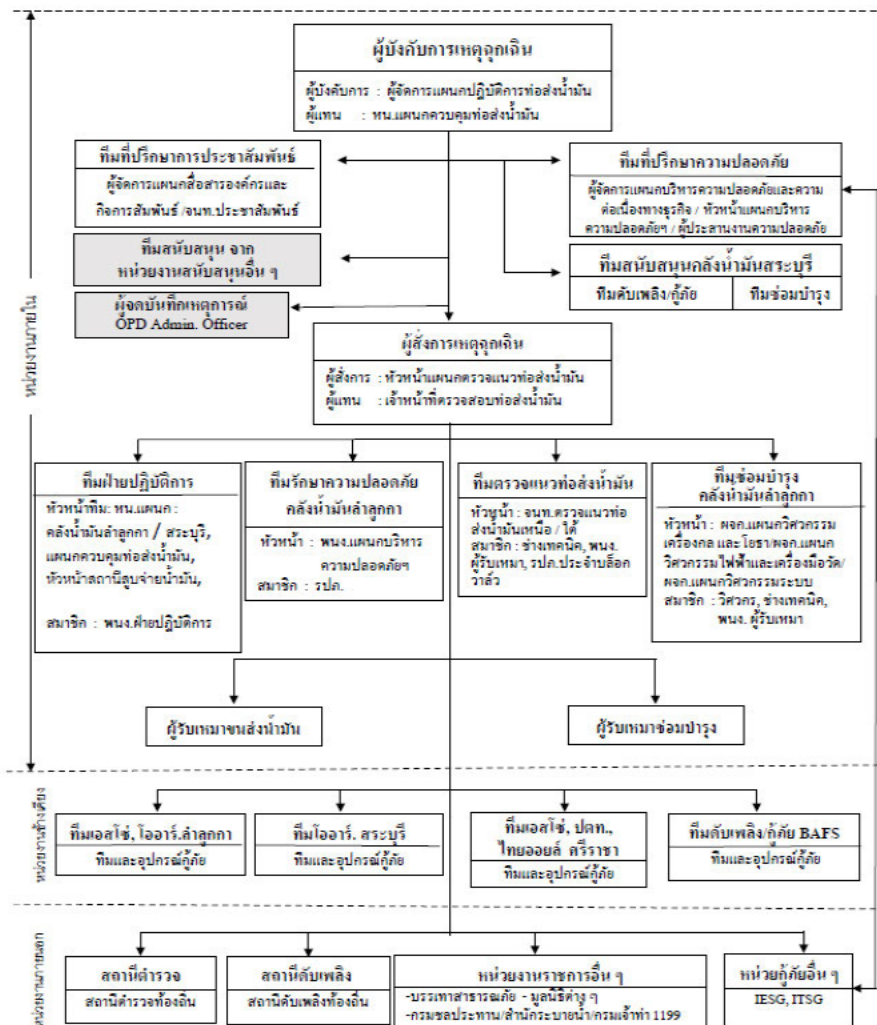 ผู้บังคับการเหตุฉุกเฉิน
ผู้บังคับการ : ผู้จัดการแผนกปฏิบัติการท่อส่งน้ำมัน
ผู้แทน : หน.แผนกควบคุมท่อส่งน้ำมัน
ทีมที่ปรึกษาการประชาสัมพันธ์
ผู้จัดการแผนกสื่อสารองค์กรและ
กิจการสัมพันธ์ /จนท.ประชาสัมพันธ์
ทีมที่ปรึกษาความปลอดภัย
ผู้จัดการแผนกบริหารความปลอดภัยและความ
ต่อเนื่องทางธุรกิจ / หัวหน้าแผนกบริหาร
ความปลอดภัยฯ / ผู้ประสานงานความปลอดภัย
ทีมสนับสนุน จาก
หน่วยงานสนับสนุนอื่น ๆ
ทีมสนับสนุนคลังน้ำมันสระบุรี
ทีมดับเพลิง/กู้ภัย
ทีมซ่อมบำรุง
ผู้จดบันทึกเหตุการณ์
OPD Admin. Officer
หน่วยงานภายใน
ผู้สั่งการเหตุฉุกเฉิน
ผู้สั่งการ : หัวหน้าแผนกตรวจแนวท่อส่งน้ำมัน
ผู้แทน : เจ้าหน้าที่ตรวจสอบท่อส่งน้ำมัน
ทีมฝ่ายปฏิบัติการ
หัวหน้าทีม: หน.แผนก :
คลังน้ำมันลำลูกกา / สระบุรี,
แผนกควบคุมท่อส่งน้ำมัน,
หัวหน้าสถานีสูบจ่ายน้ำมัน,
สมาชิก : พนง.ฝ่ายปฏิบัติการ
ทีมรักษาความปลอดภัย
คลังน้ำมันลำลูกกา
หัวหน้า : พนง.แผนกบริหาร
ความปลอดภัยฯ
สมาชิก : รปภ.
ทีมตรวจแนวท่อส่งน้ำมัน
หัวหน้า : จนท.ตรวจแนวท่อ
ส่งน้ำมันเหนือ / ใต้
สมาชิก : ช่างเทคนิค, พนง.
ผู้รับเหมา, รปภ.ประจำบล็อก
วาล์ว
ทีมซ่อมบำรุง
คลังน้ำมันลำลูกกา
หัวหน้า : ผจก.แผนกวิศวกรรม
เครื่องกล และโยธา/ผจก.แผนก
วิศวกรรมไฟฟ้าและเครื่องมือวัด/
ผจก.แผนกวิศวกรรมระบบ
สมาชิก : วิศวกร, ช่างเทคนิค,
พนง. ผู้รับเหมา
ผู้รับเหมาขนส่งน้ำมัน
ผู้รับเหมาซ่อมบำรุง
หน่วยงานข้างเคียง
ทีมเอสโซ่, โออาร์.ลำลูกกา
ทีมและอุปกรณ์กู้ภัย
ทีมโออาร์. สระบุรี
ทีมและอุปกรณ์กู้ภัย
ทีมเอสโซ่, ปตท.,
ไทยออยล์ ศรีราชา
ทีมและอุปกรณ์กู้ภัย
ทีมดับเพลิง/กู้ภัย BAFS
ทีมและอุปกรณ์กู้ภัย
หน่วยงานภายนอก
สถานีตำรวจ
สถานีตำรวจท้องถิ่น
สถานีดับเพลิง
สถานีดับเพลิงท้องถิ่น
หน่วยงานราชการอื่น ๆ
-บรรเทาสาธารณภัย - มูลนิธิต่าง ๆ
-กรมชลประทาน/สำนักระบายน้ำ/กรมเจ้าท่า 1199
หน่วยกู้ภัยอื่น ๆ
IESG, ITSG